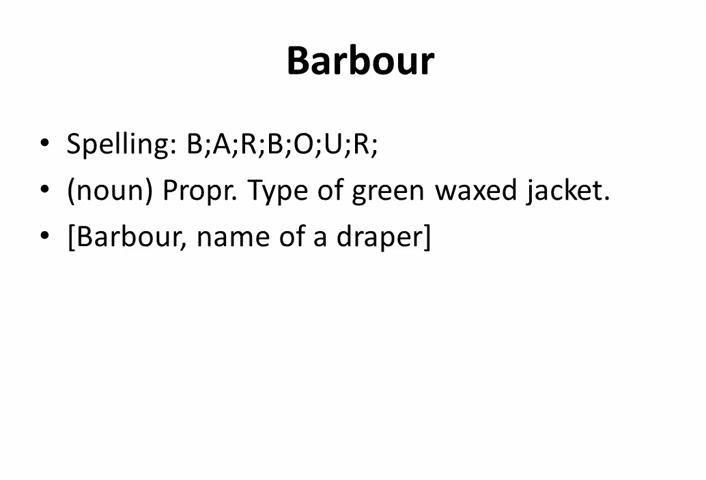 Barbour
• Spelling: B;A;R;B;O;U;R;
• (noun) Propr. Type of green waxed jacket.
• [Barbour, name of a draper]